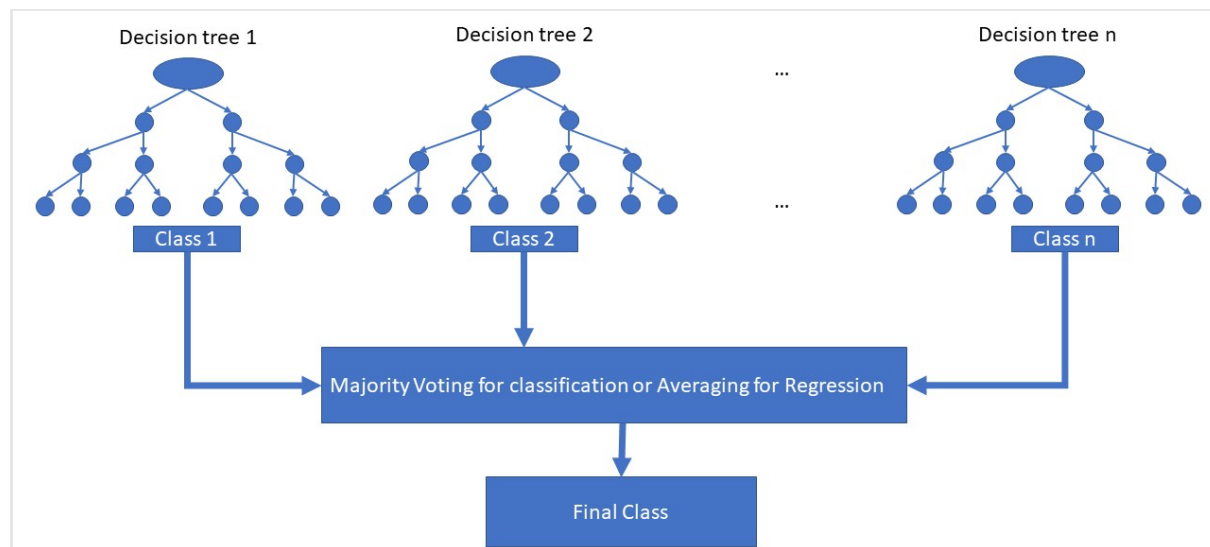 Decision tree 1
Decision tree 2
...
Decision tree n
...
Class 1
Class 2
Class n
Majority Voting for classification or Averaging for Regression
Final Class